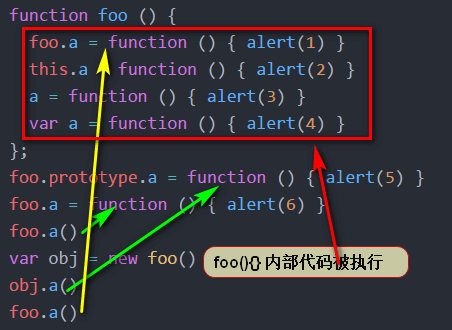 function foo () {
foo.a = function () { alert(1) }
this.a function () { alert(2) }
a = function () { alert(3) }
var a = function () { alert(4) }
};
foo.prototype.a = function () { alert(5) }
foo.a = function () { alert(6) }
foo.a()
var obj = new foo()
foo(){} 内部代码被执行
obj.a()
foo.a()